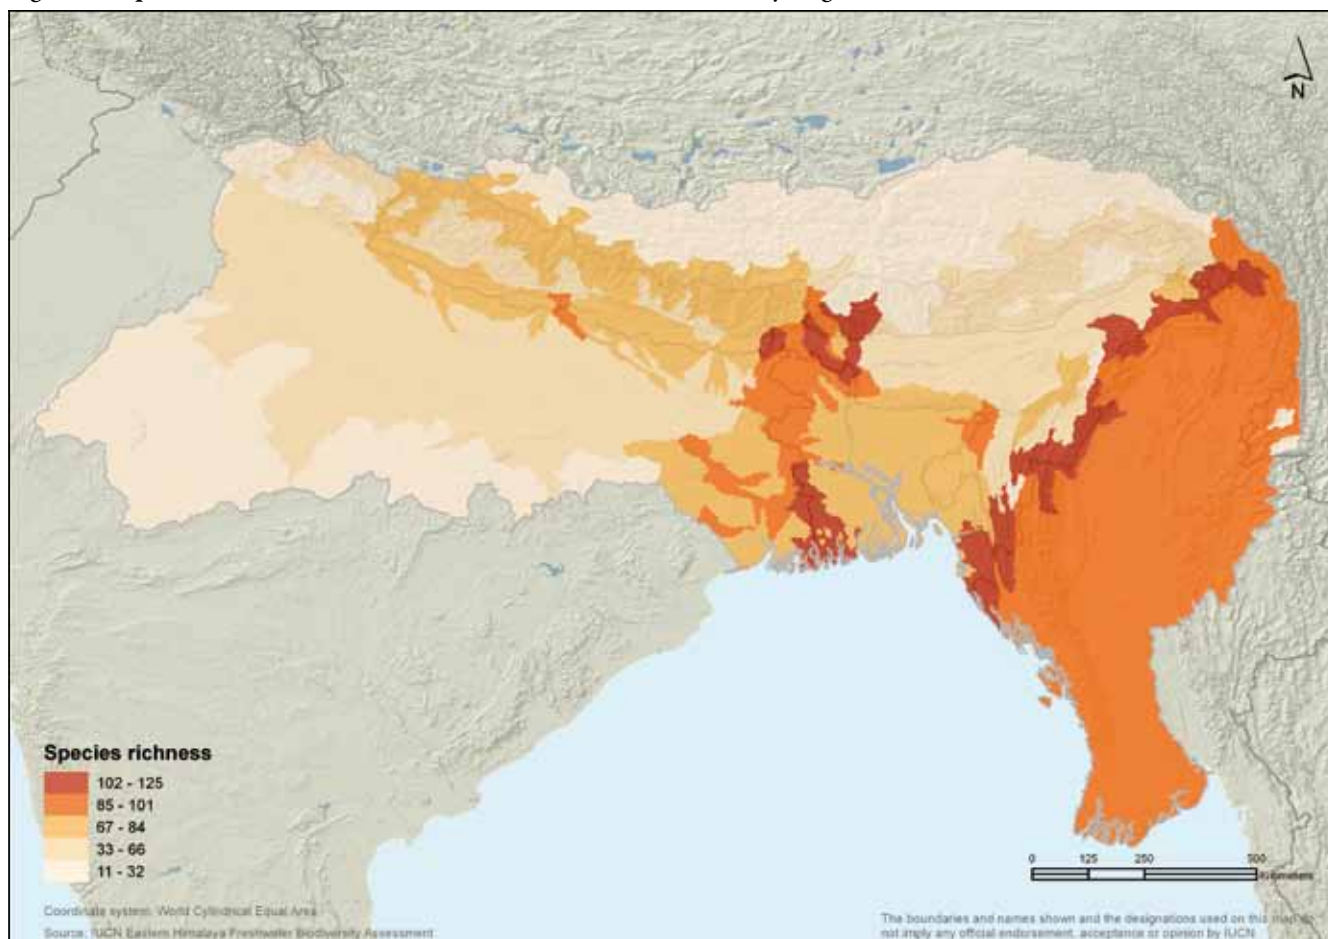 N
Species richness
102 - 125
85 - 101
67 - 84
33 - 66
11 - 32
0 125 250 500
Kilometers
Coordinate system: World Cylindrical Equal Area
Source: IUCN Eastern Himalaya Freshwater Biodiversity Assessment
The boundaries and names shown and the designations used on this map do
not imply any official endorsement, acceptance or opinion by IUCN